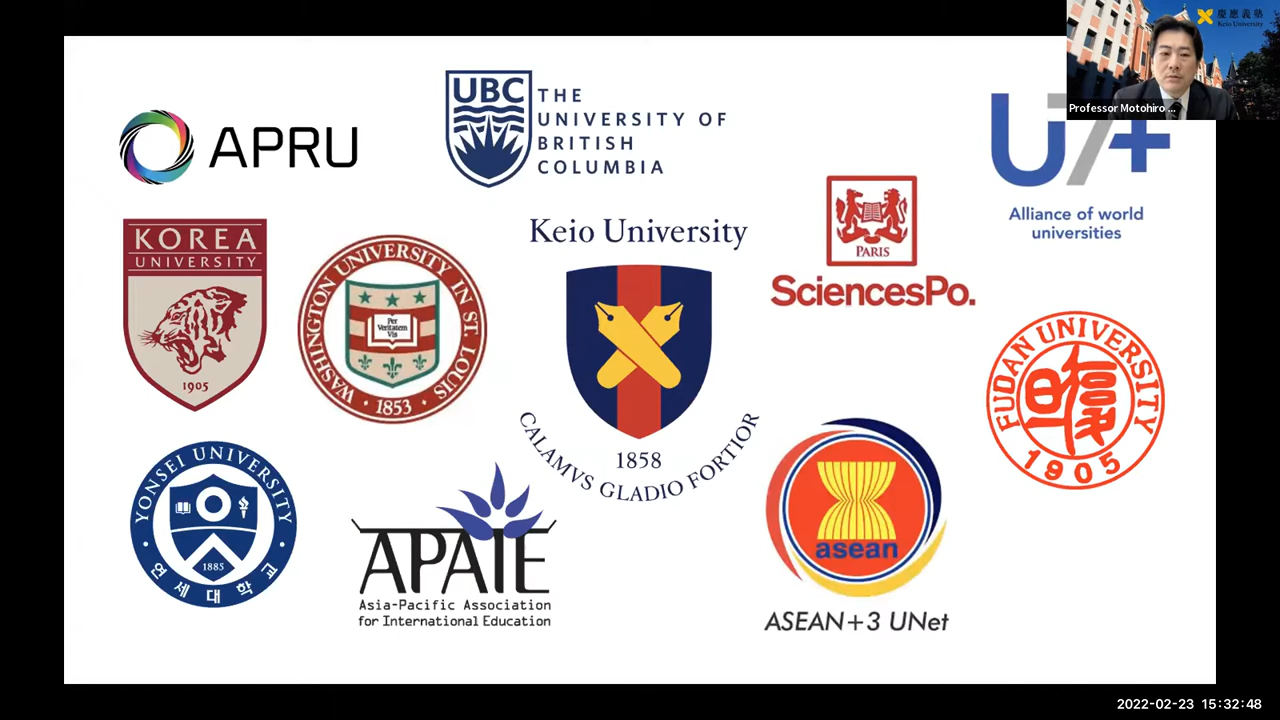 慶應義塾
Keio University
Professor Motohiro ...
APRU
UBC
THE
UNIVERSITY OF
BRITISH
COLUMBIA
U7+
Alliance of world
universities
KOREA
UNIVERSITY
1905
WASHINGTON UNIVERSITY IN ST. LOUIS
Per
Veritatem
Vis
· 1853 ·
Keio University
1858
CALAMVS GLADIO FORTIOR
PARIS
SciencesPo.
FUDAN UNIVERSITY
1905
YONSEI UNIVERSITY
1885
연세대학교
APAIE
Asia-Pacific Association
for International Education
asean
ASEAN+3 UNet
2022-02-23 15:32:48